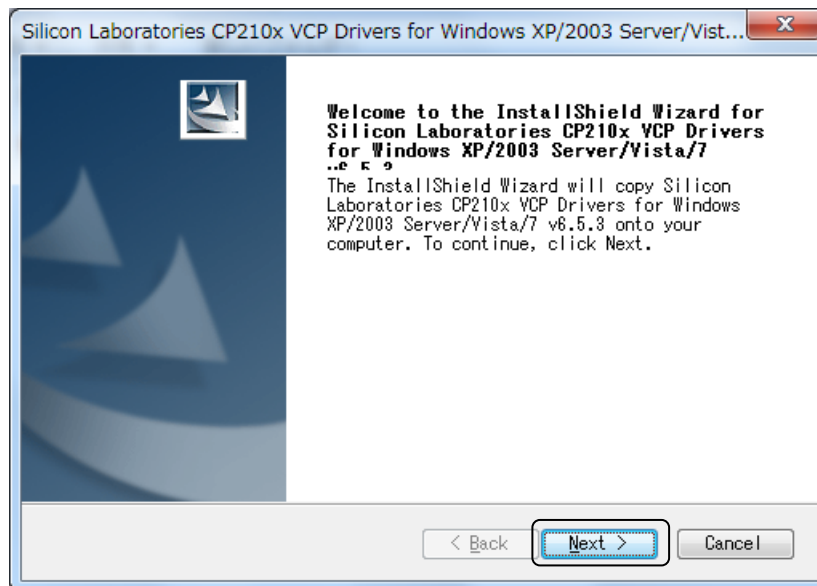 Silicon Laboratories CP210x VCP Drivers for Windows XP/2003 Server/Vist...
Welcome to the InstallShield Wizard for
Silicon Laboratories CP210x VCP Drivers
for Windows XP/2003 Server/Vista/7
The InstallShield Wizard will copy Silicon
Laboratories CP210x VCP Drivers for Windows
XP/2003 Server/Vista/7 v6.5.3 onto your
computer. To continue, click Next.
< Back Next > Cancel